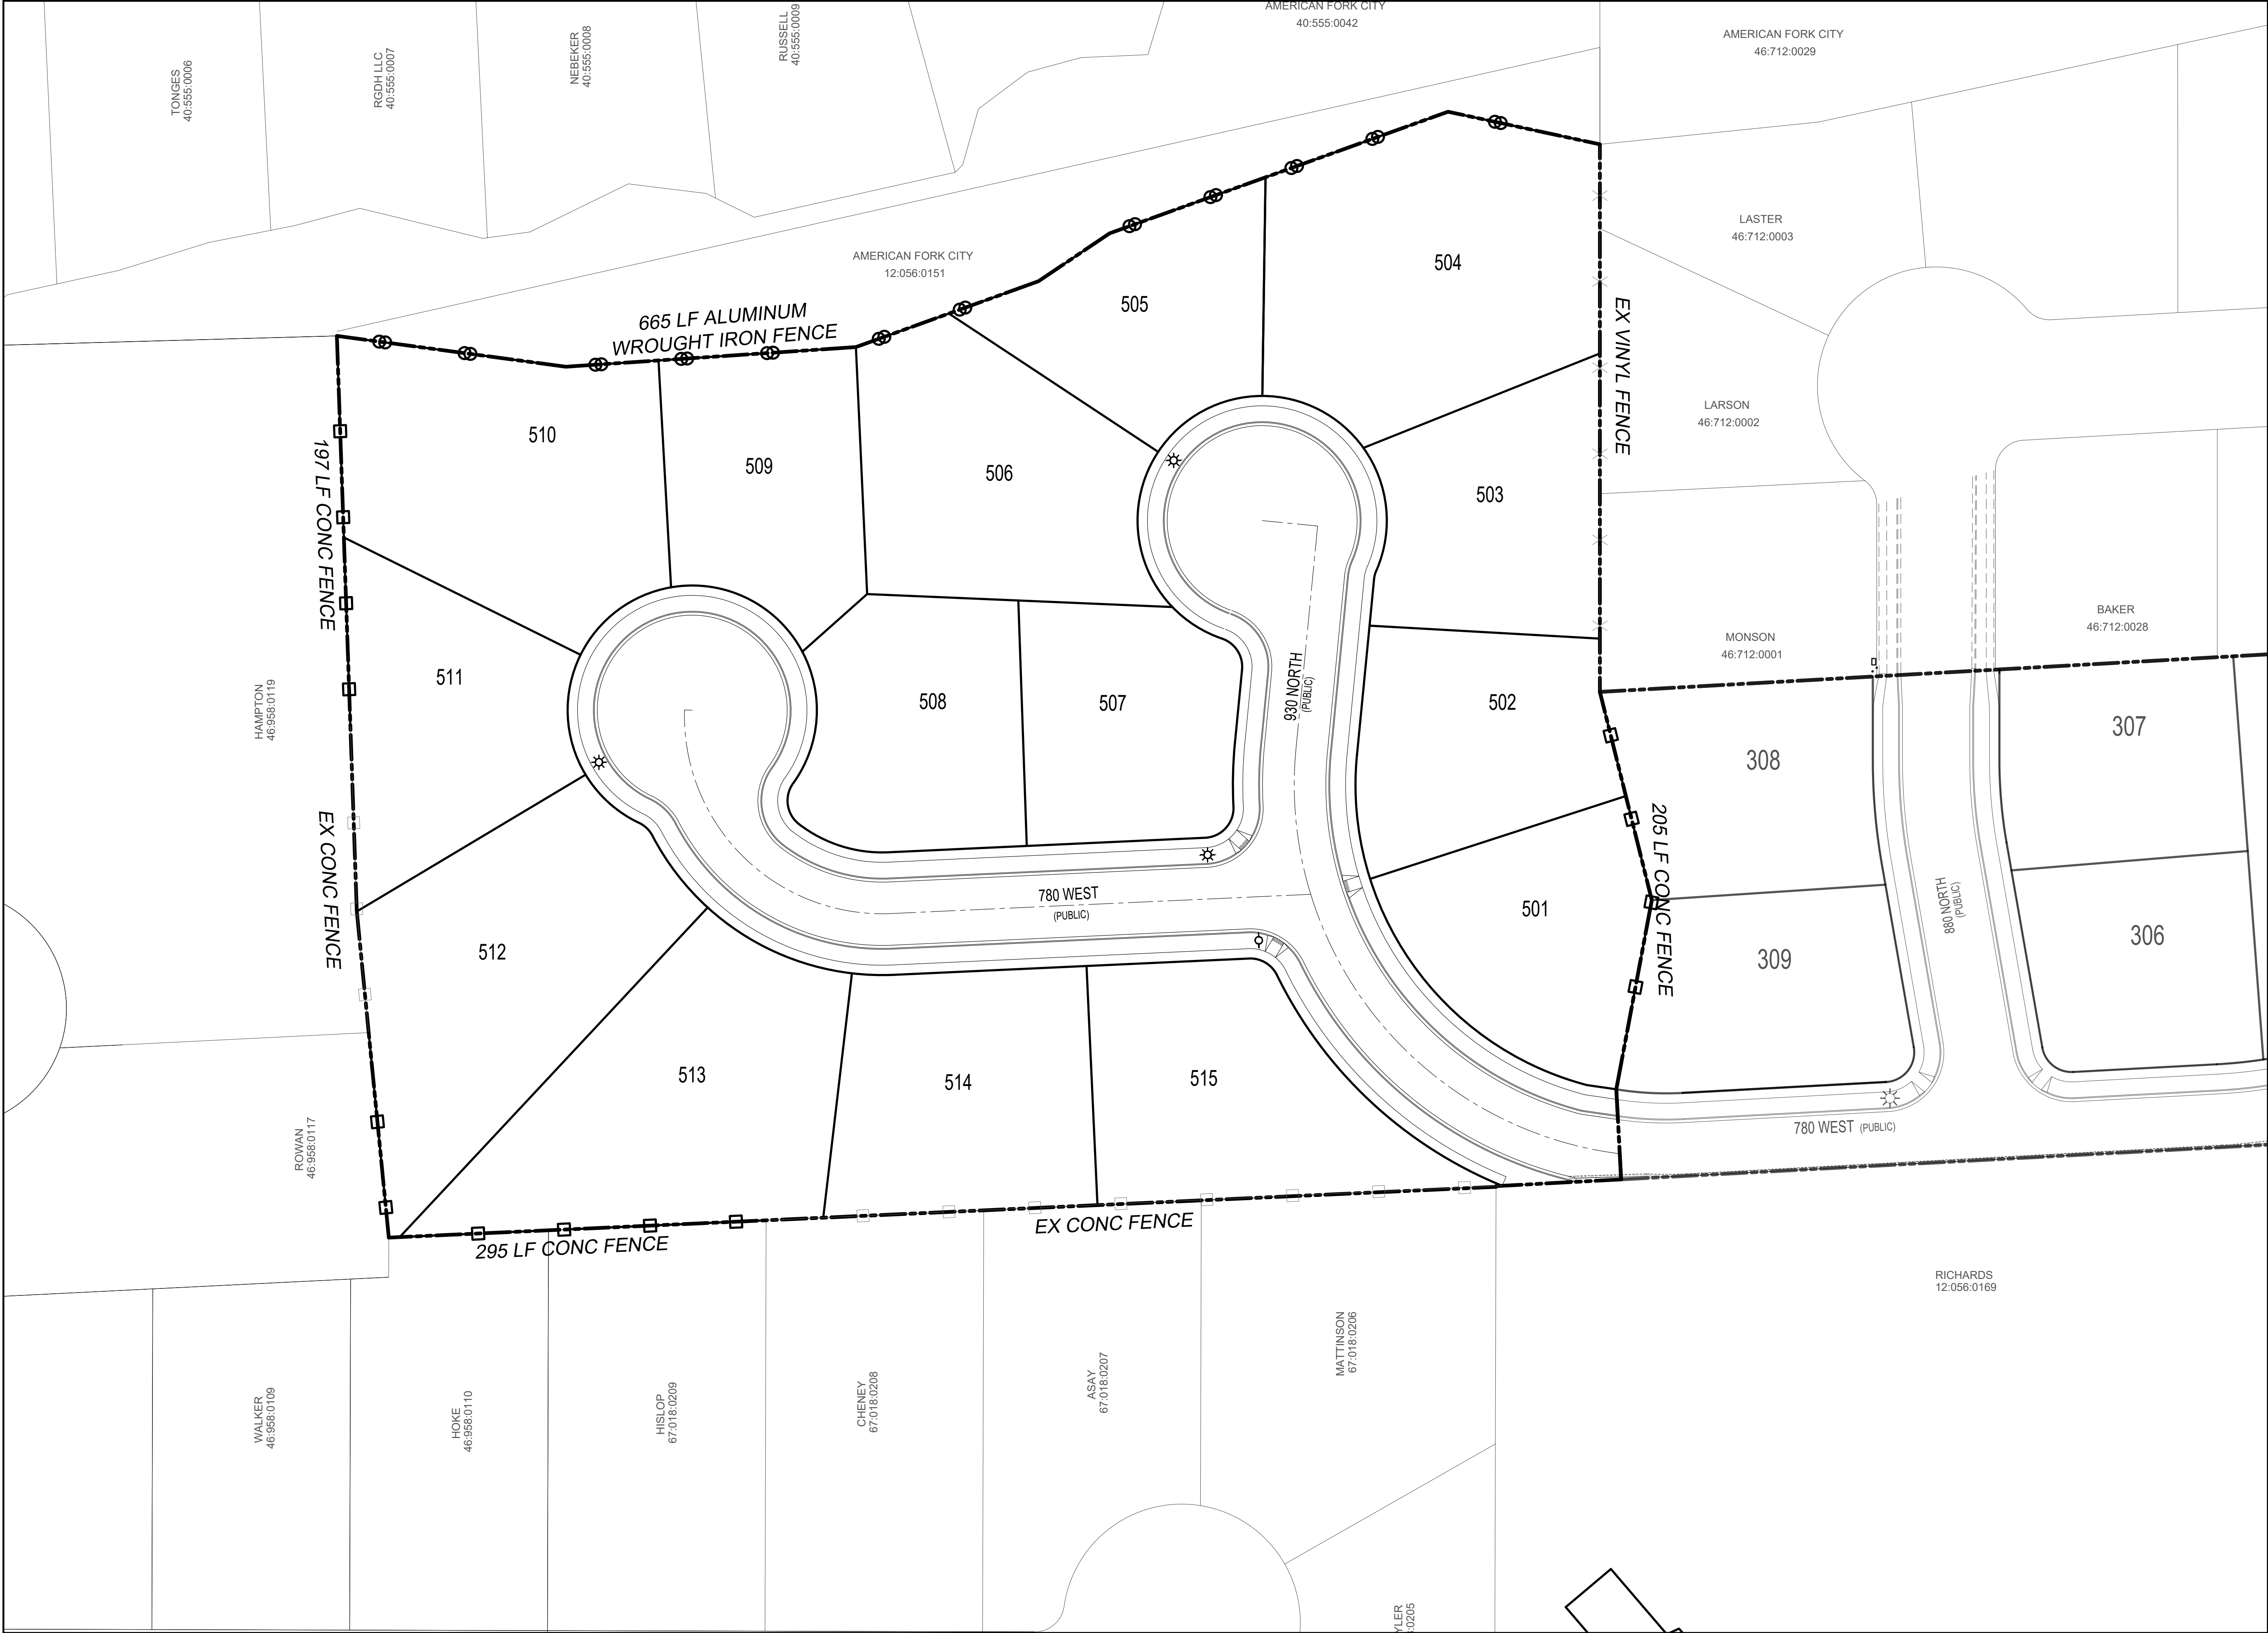 AMERICAN FORK CITY
40:555:0042
AMERICAN FORK CITY
46:712:0029
TONGES
40:555:0006
RGDH LLC
40:555:0007
NEBEKER
40:555:0008
RUSSELL
40:555:0009
LASTER
46:712:0003
AMERICAN FORK CITY
12:056:0151
504
505
665 LF ALUMINUM
WROUGHT IRON FENCE
EX VINYL FENCE
LARSON
46:712:0002
510
509
506
503
197 LF CONC FENCE
BAKER
46:712:0028
MONSON
46:712:0001
HAMPTON
46:958:0119
511
508
507
930 NORTH
(PUBLIC)
502
308
307
EX CONC FENCE
205 LF CONC FENCE
780 WEST
(PUBLIC)
501
880 NORTH
(PUBLIC)
306
512
309
513
514
515
780 WEST (PUBLIC)
ROWAN
46:958:0117
EX CONC FENCE
295 LF CONC FENCE
RICHARDS
12:056:0169
WALKER
46:958:0109
HOKE
46:958:0110
HISLOP
67:018:0209
CHENEY
67:018:0208
ASAY
67:018:0207
MATTINSON
67:018:0206
YLER
:0205